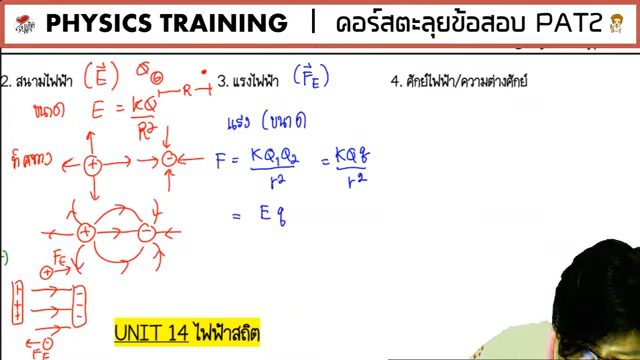 PHYSICS TRAINING | คอร์สตะลุยข้อสอบ PAT2
2. สนามไฟฟ้า (E⃗) Q R
ขนาด E = KQ/R²
ทิศทาง + −
+ −
F_E +
+ + + − − −
− F_E
3. แรงไฟฟ้า (F⃗_E)
แรง (ขนาด)
F = KQ₁Q₂/r² = KQq/r²
= Eq
4. ศักย์ไฟฟ้า/ความต่างศักย์
UNIT 14 ไฟฟ้าสถิต